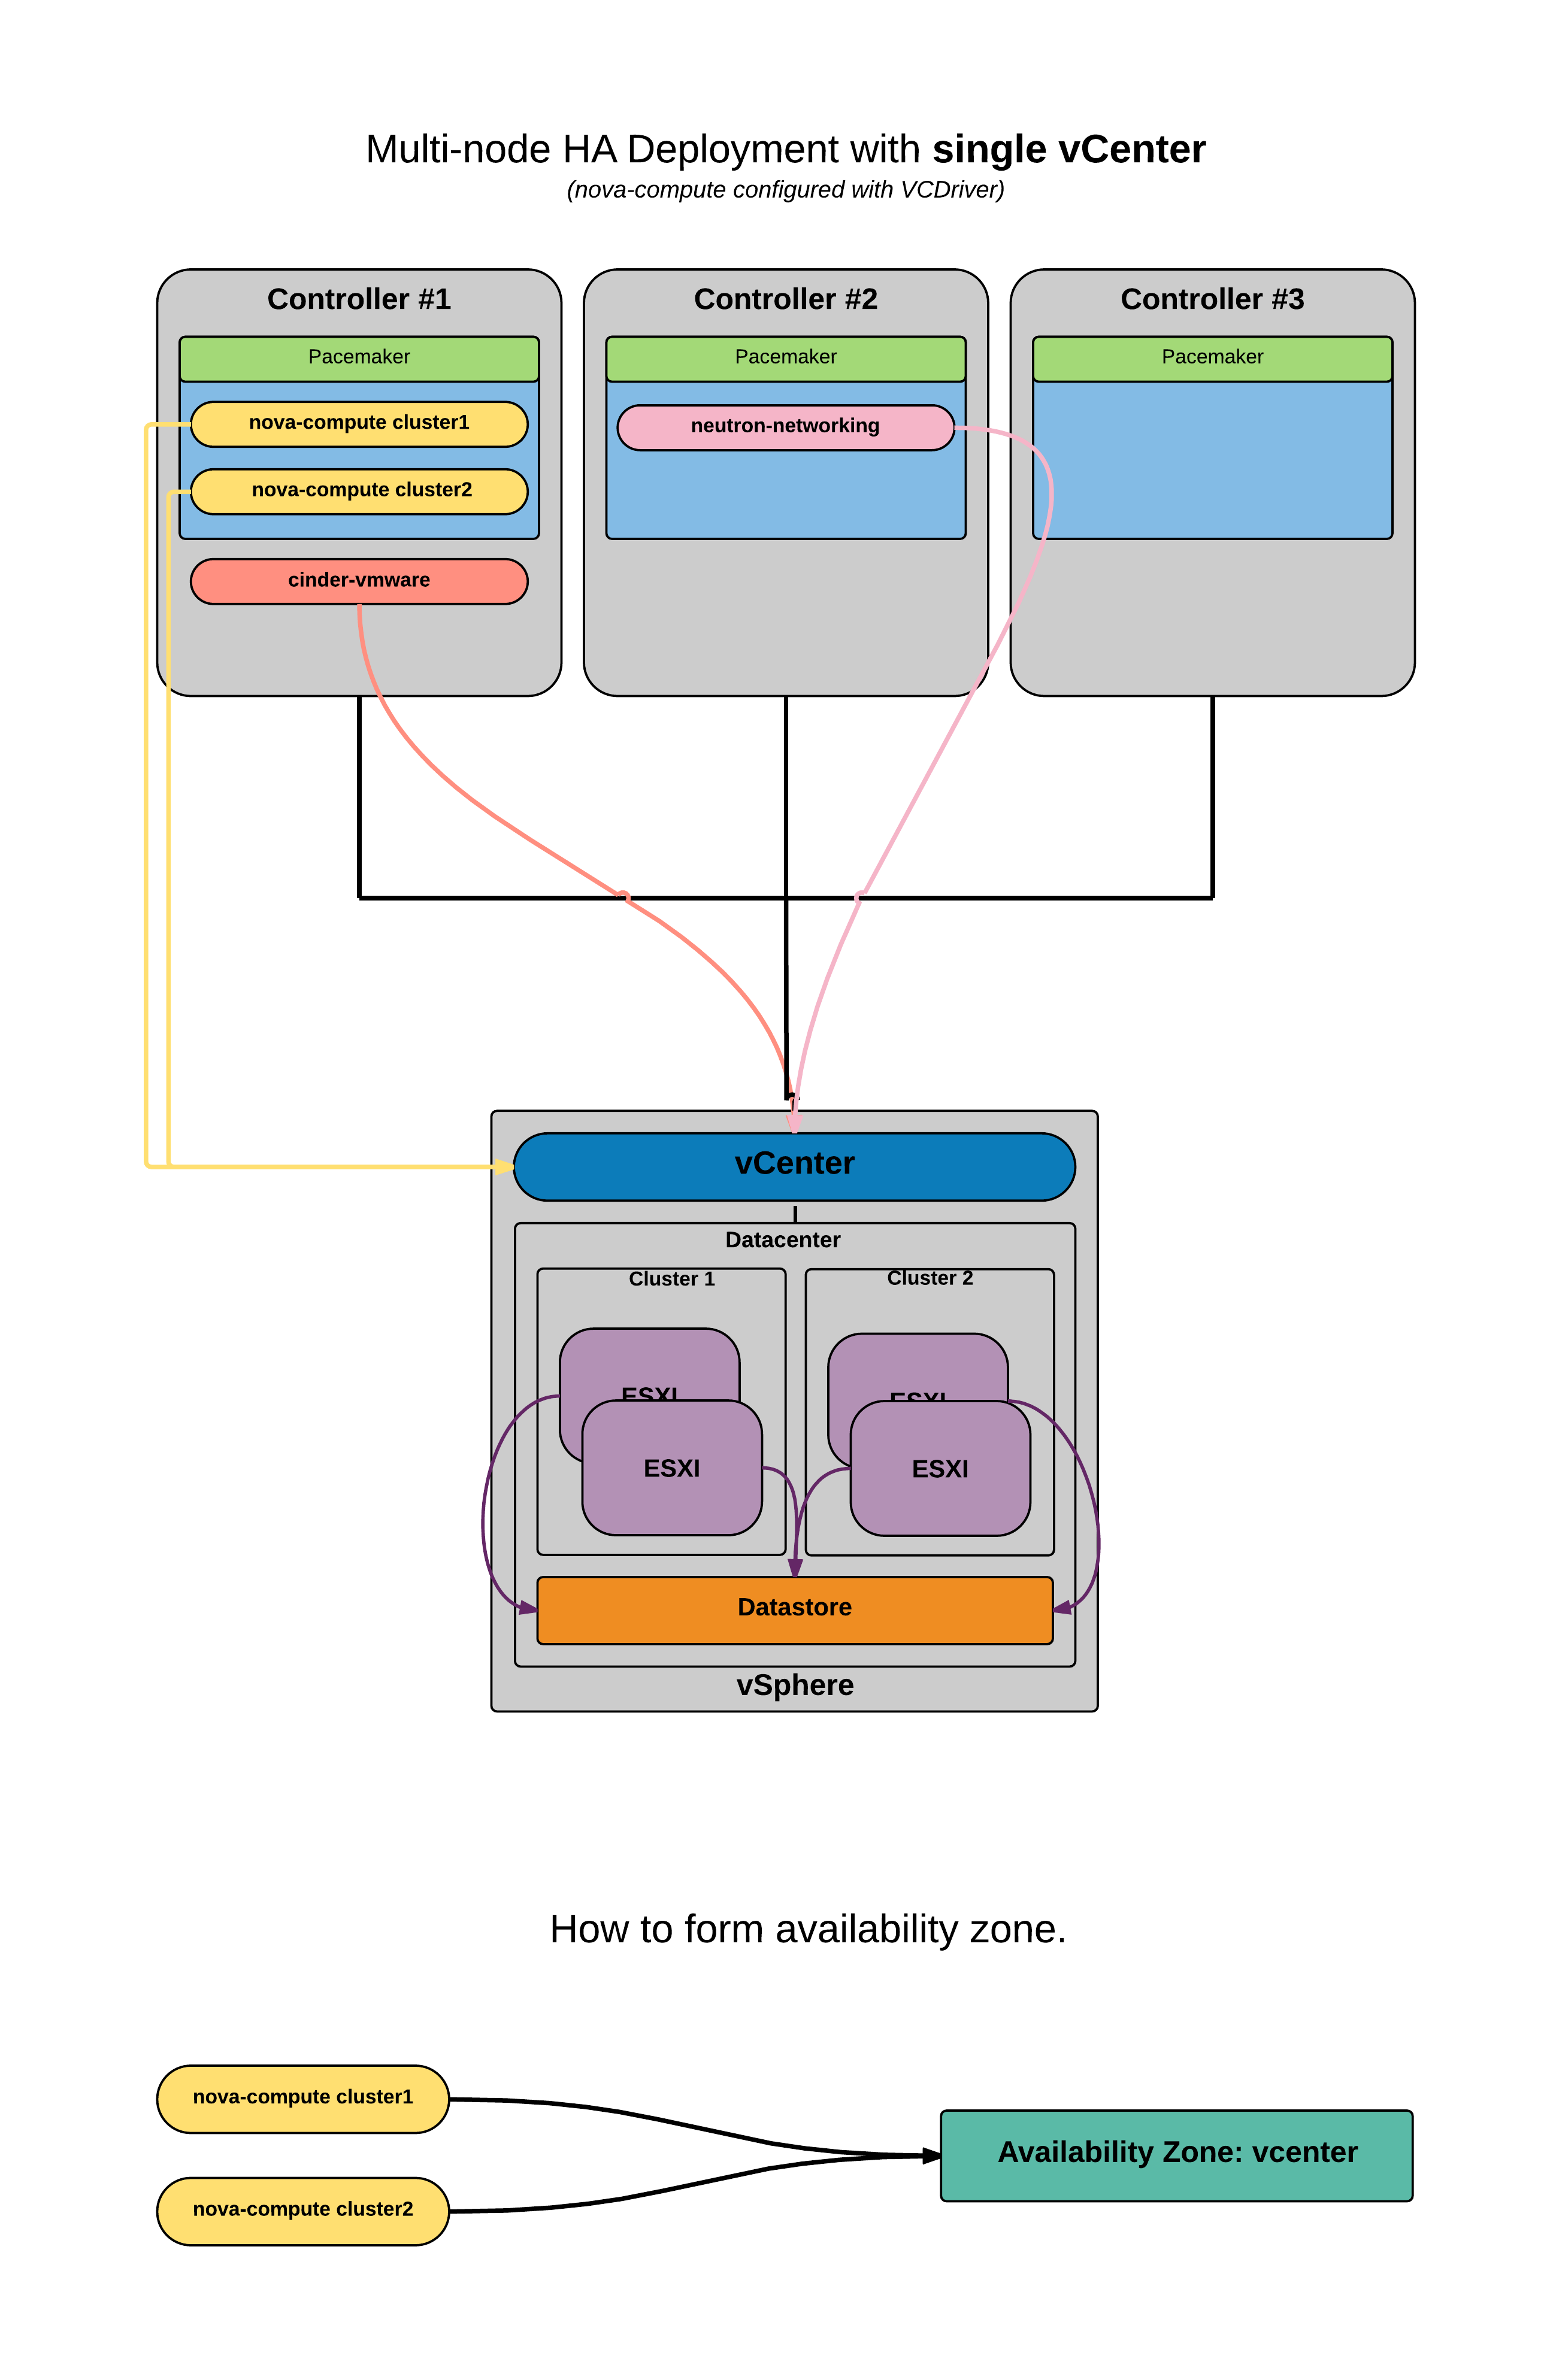 Multi-node HA Deployment with single vCenter
(nova-compute configured with VCDriver)
Controller #1
Controller #2
Controller #3
Pacemaker
Pacemaker
Pacemaker
nova-compute cluster1
neutron-networking
nova-compute cluster2
cinder-vmware
vCenter
Datacenter
Cluster 1
Cluster 2
ESXI
ESXI
ESXI
ESXI
Datastore
vSphere
How to form availability zone.
nova-compute cluster1
Availability Zone: vcenter
nova-compute cluster2